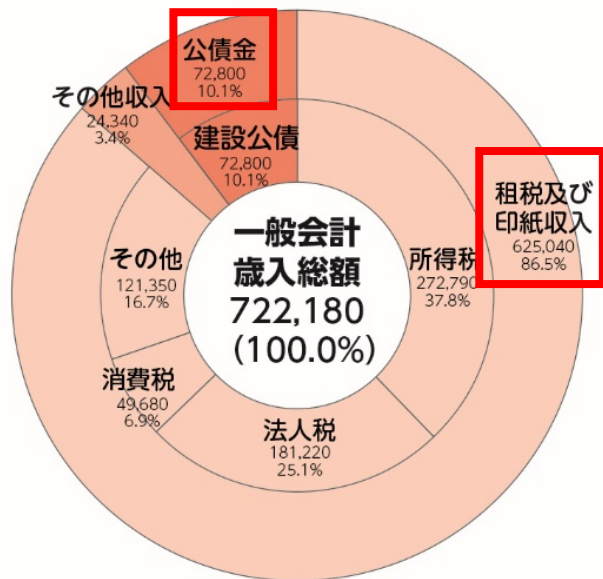 公債金
72,800
10.1%
その他収入
24,340
3.4%
建設公債
72,800
10.1%
租税及び
印紙収入
625,040
86.5%
一般会計
歳入総額
722,180
(100.0%)
所得税
272,790
37.8%
その他
121,350
16.7%
消費税
49,680
6.9%
法人税
181,220
25.1%